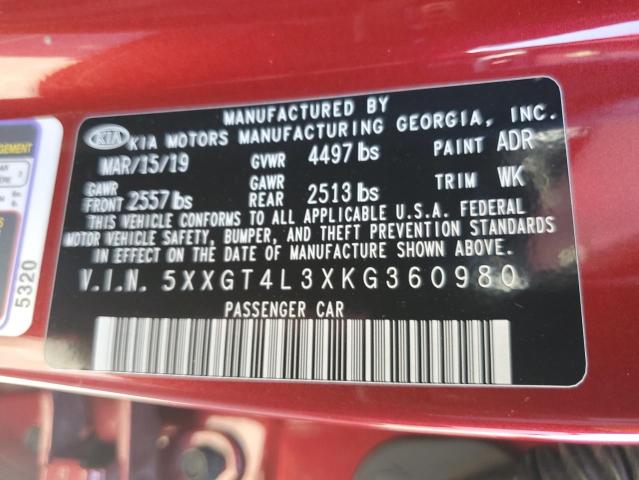 MANUFACTURED BY
KIA KIA MOTORS MANUFACTURING GEORGIA, INC.
MAR/15/19 GVWR 4497 lbs PAINT ADR
GAWR FRONT 2557 lbs GAWR REAR 2513 lbs TRIM WK
THIS VEHICLE CONFORMS TO ALL APPLICABLE U.S.A. FEDERAL
MOTOR VEHICLE SAFETY, BUMPER, AND THEFT PREVENTION STANDARDS
IN EFFECT ON THE DATE OF MANUFACTURE SHOWN ABOVE.
V.I.N. 5XXGT4L3XKG360980
PASSENGER CAR
5320